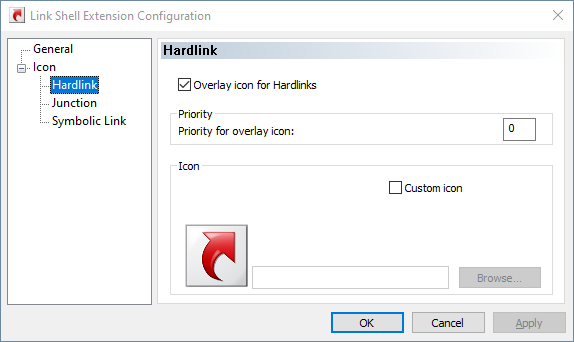 Link Shell Extension Configuration
General
Icon
Hardlink
Junction
Symbolic Link
Hardlink
Overlay icon for Hardlinks
Priority
Priority for overlay icon:
0
Icon
Custom icon
Browse...
OK
Cancel
Apply